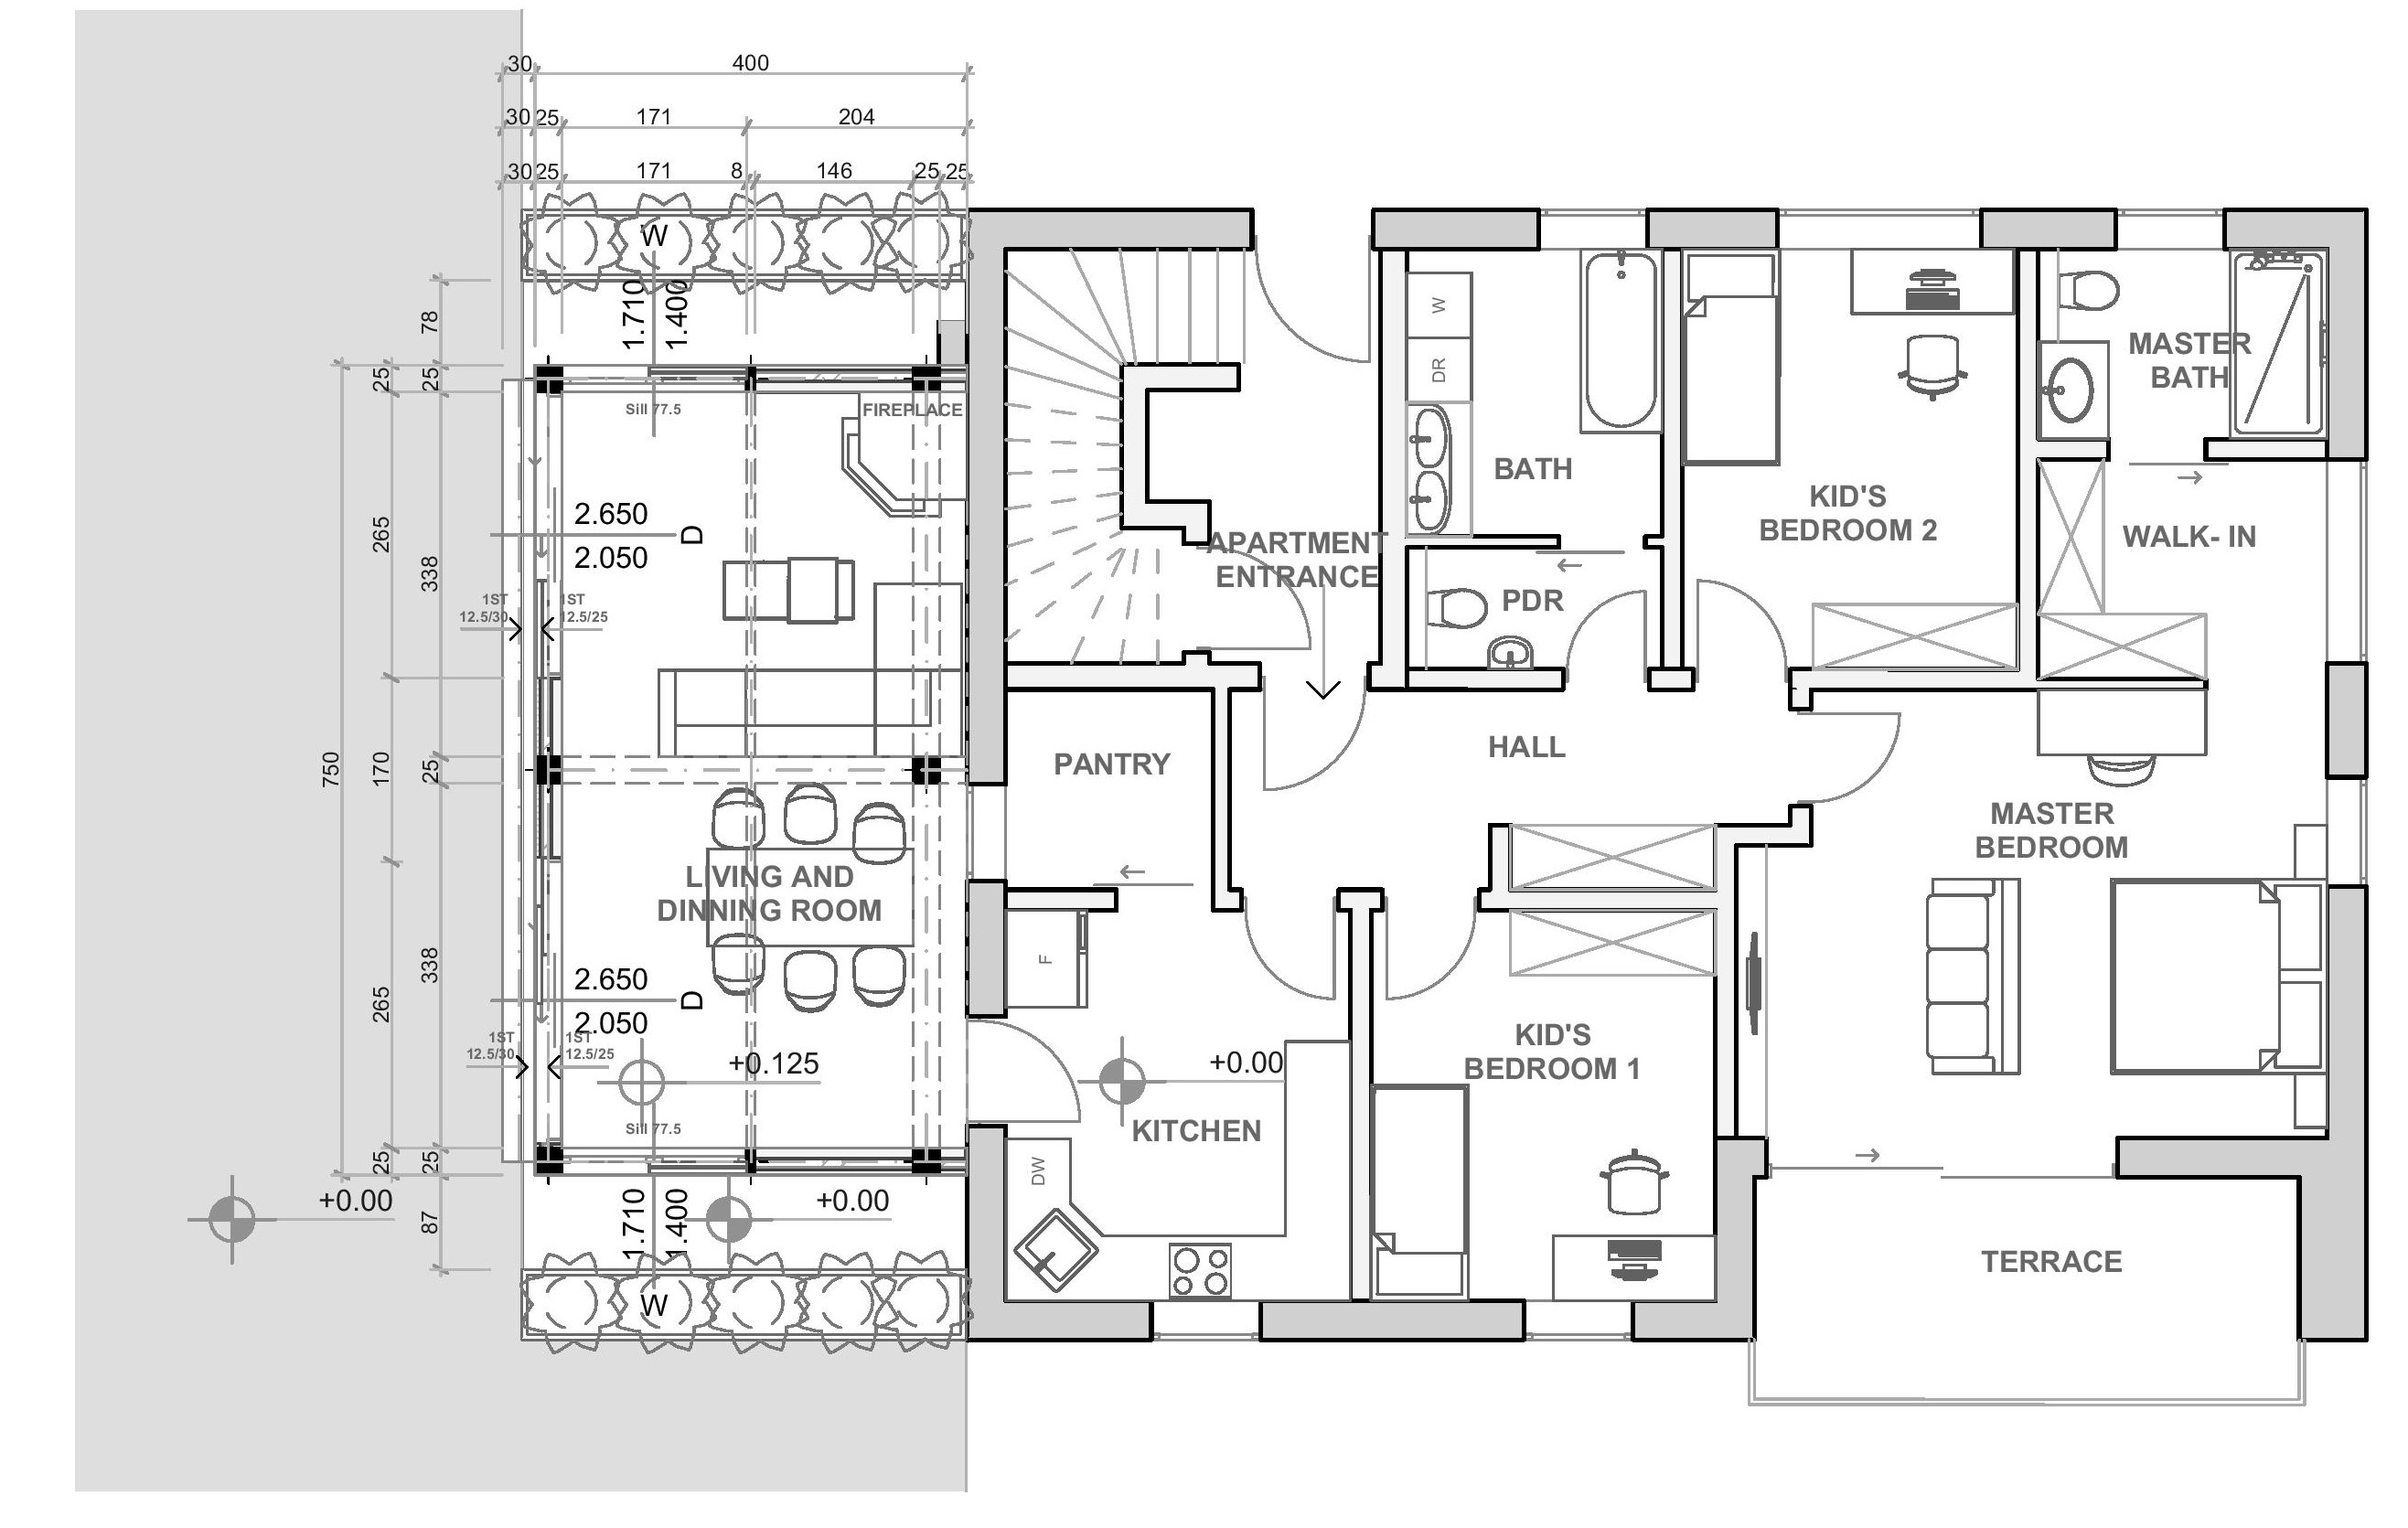 30 400
30 25 171 204
30 25 171 8 146 25 25
W
1.710
1.400
78
25
25
Sill 77.5
FIREPLACE
265
338
2.650
2.050
D
1ST
12.5/30
1ST
12.5/25
750
170
25
LIVING AND
DINNING ROOM
338
265
2.650
2.050
D
1ST
12.5/30
1ST
12.5/25
+0.125
Sill 77.5
25
25
87
+0.00
1.710
1.400
+0.00
W
APARTMENT
ENTRANCE
W
DR
BATH
PDR
KID'S
BEDROOM 2
MASTER
BATH
WALK- IN
PANTRY
HALL
MASTER
BEDROOM
F
+0.00
KITCHEN
DW
KID'S
BEDROOM 1
TERRACE